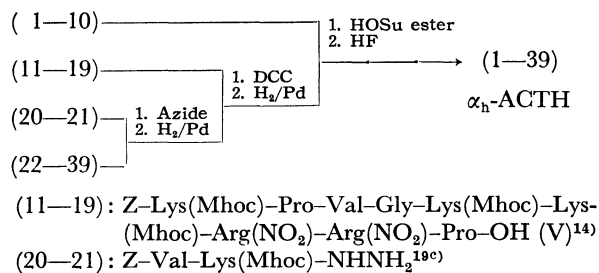 ( 1—10)
1. HOSu ester
2. HF
(1—39)
αₕ-ACTH
(11—19)
1. DCC
2. H₂/Pd
(20—21)
1. Azide
2. H₂/Pd
(22—39)
(11—19) : Z–Lys(Mhoc)–Pro–Val–Gly–Lys(Mhoc)–Lys-
(Mhoc)–Arg(NO₂)–Arg(NO₂)–Pro–OH (V)¹⁴⁾
(20—21) : Z–Val–Lys(Mhoc)–NHNH₂¹⁹ᶜ⁾